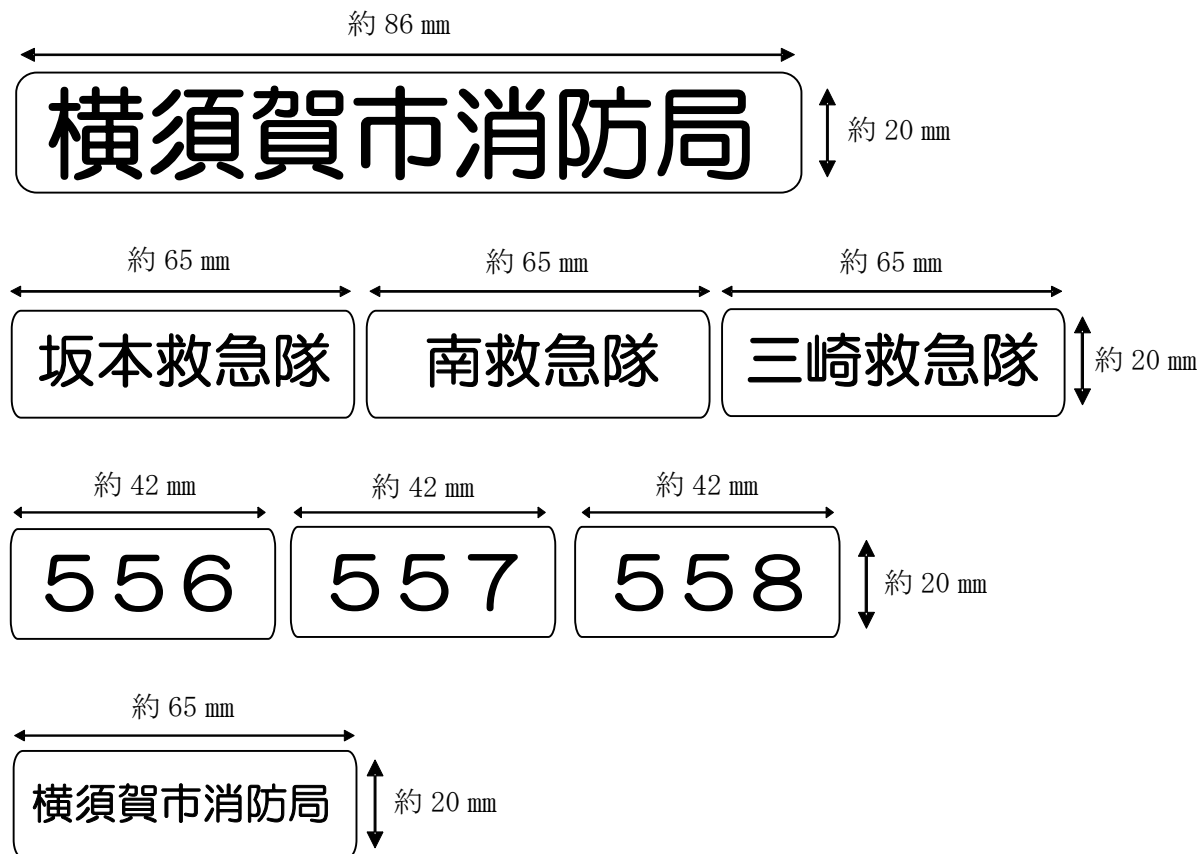 約 86 ㎜
横須賀市消防局
約 20 ㎜
約 65 ㎜ 約 65 ㎜ 約 65 ㎜
坂本救急隊 南救急隊 三崎救急隊
約 20 ㎜
約 42 ㎜ 約 42 ㎜ 約 42 ㎜
５５６ ５５７ ５５８
約 20 ㎜
約 65 ㎜
横須賀市消防局
約 20 ㎜